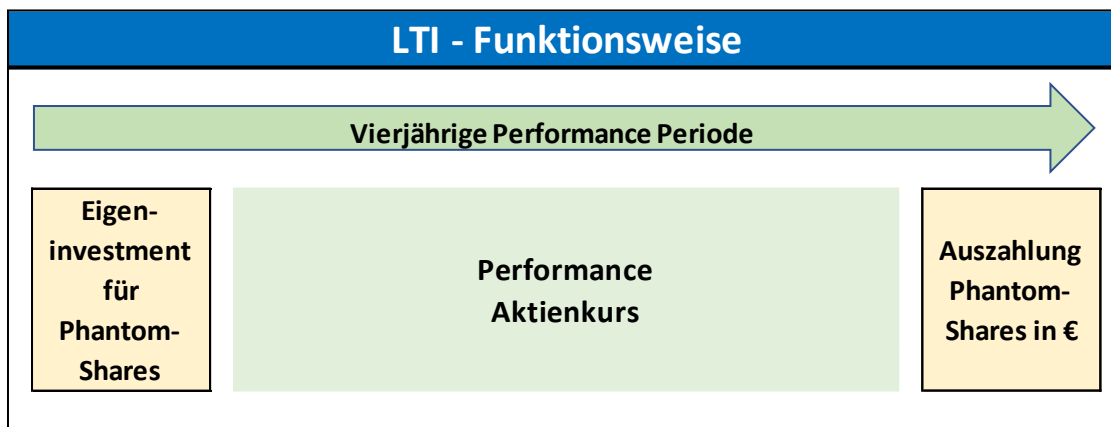 LTI - Funktionsweise
Vierjährige Performance Periode
Eigen-
investment
für
Phantom-
Shares
Performance
Aktienkurs
Auszahlung
Phantom-
Shares in €